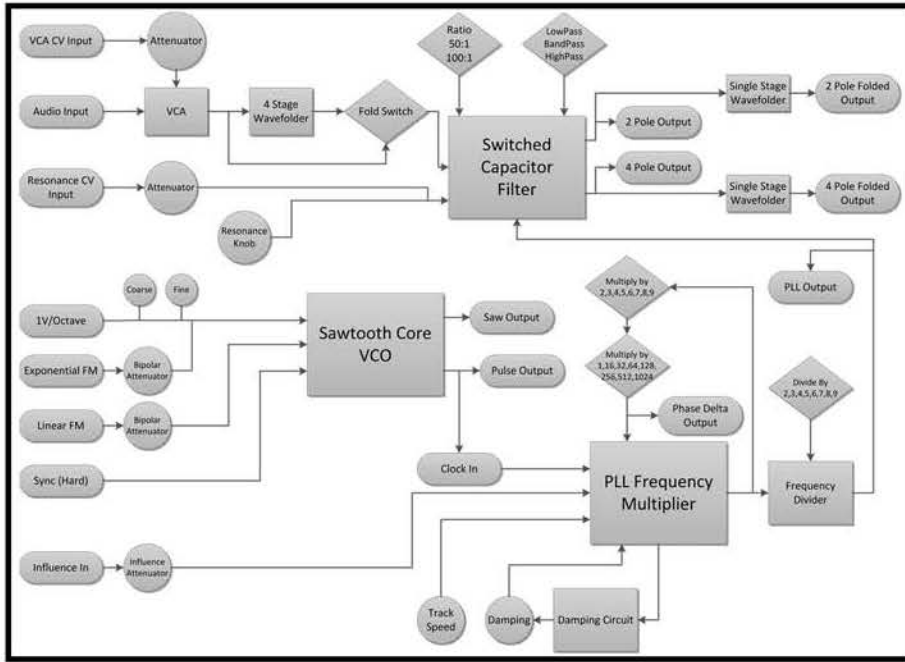 VCA CV Input
Attenuator
Ratio
50:1
100:1
LowPass
BandPass
HighPass
Audio Input
VCA
4 Stage
Wavefolder
Fold Switch
Switched
Capacitor
Filter
Single Stage
Wavefolder
2 Pole Folded
Output
2 Pole Output
4 Pole Output
Single Stage
Wavefolder
4 Pole Folded
Output
Resonance CV
Input
Attenuator
Resonance
Knob
PLL Output
Coarse
Fine
1V/Octave
Exponential FM
Bipolar
Attenuator
Linear FM
Bipolar
Attenuator
Sync (Hard)
Sawtooth Core
VCO
Saw Output
Pulse Output
Clock In
Multiply by
2,3,4,5,6,7,8,9
Multiply by
1,16,32,64,128,
256,512,1024
Phase Delta
Output
Divide By
2,3,4,5,6,7,8,9
PLL Frequency
Multiplier
Frequency
Divider
Influence In
Influence
Attenuator
Track
Speed
Damping
Damping Circuit